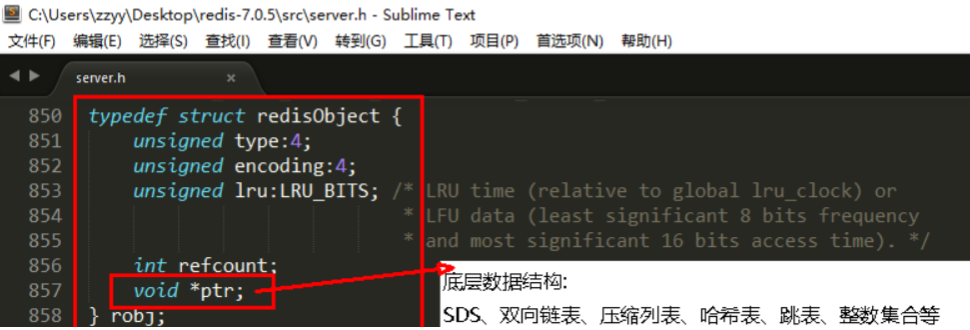 C:\Users\zzyy\Desktop\redis-7.0.5\src\server.h - Sublime Text
文件(F) 编辑(E) 选择(S) 查找(I) 查看(V) 转到(G) 工具(T) 项目(P) 首选项(N) 帮助(H)
server.h ×
850 typedef struct redisObject {
851 unsigned type:4;
852 unsigned encoding:4;
853 unsigned lru:LRU_BITS; /* LRU time (relative to global lru_clock) or
854 * LFU data (least significant 8 bits frequency
855 * and most significant 16 bits access time). */
856 int refcount;
857 void *ptr;
底层数据结构:
858 } robj;
SDS、双向链表、压缩列表、哈希表、跳表、整数集合等